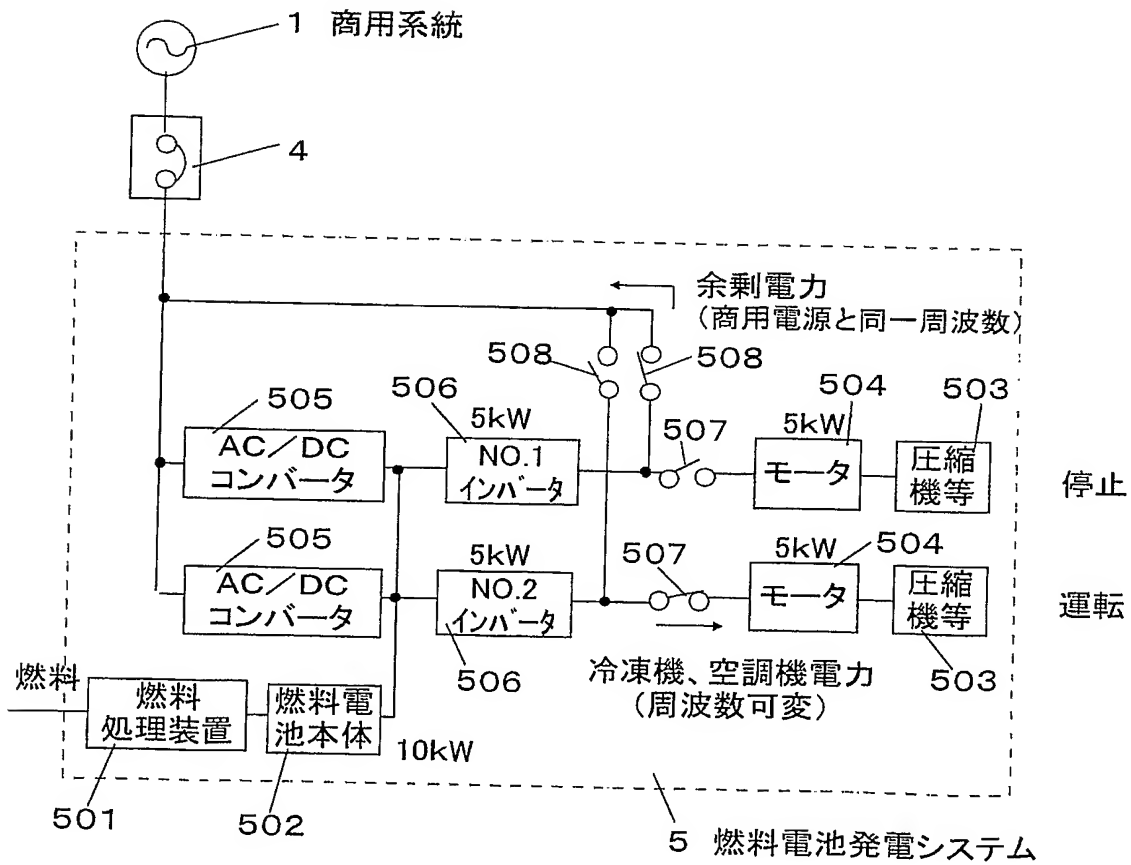 1 商用系統
4
余剰電力
(商用電源と同一周波数)
508
508
505
506
504
503
5kW
507
5kW
AC/DC
コンバータ
NO.1
インバータ
モータ
圧縮
機等
停止
505
5kW
507
5kW
504
AC/DC
コンバータ
NO.2
インバータ
モータ
圧縮
機等
運転
燃料
燃料
処理装置
燃料電
池本体
10kW
506
冷凍機、空調機電力
(周波数可変)
503
501
502
5 燃料電池発電システム